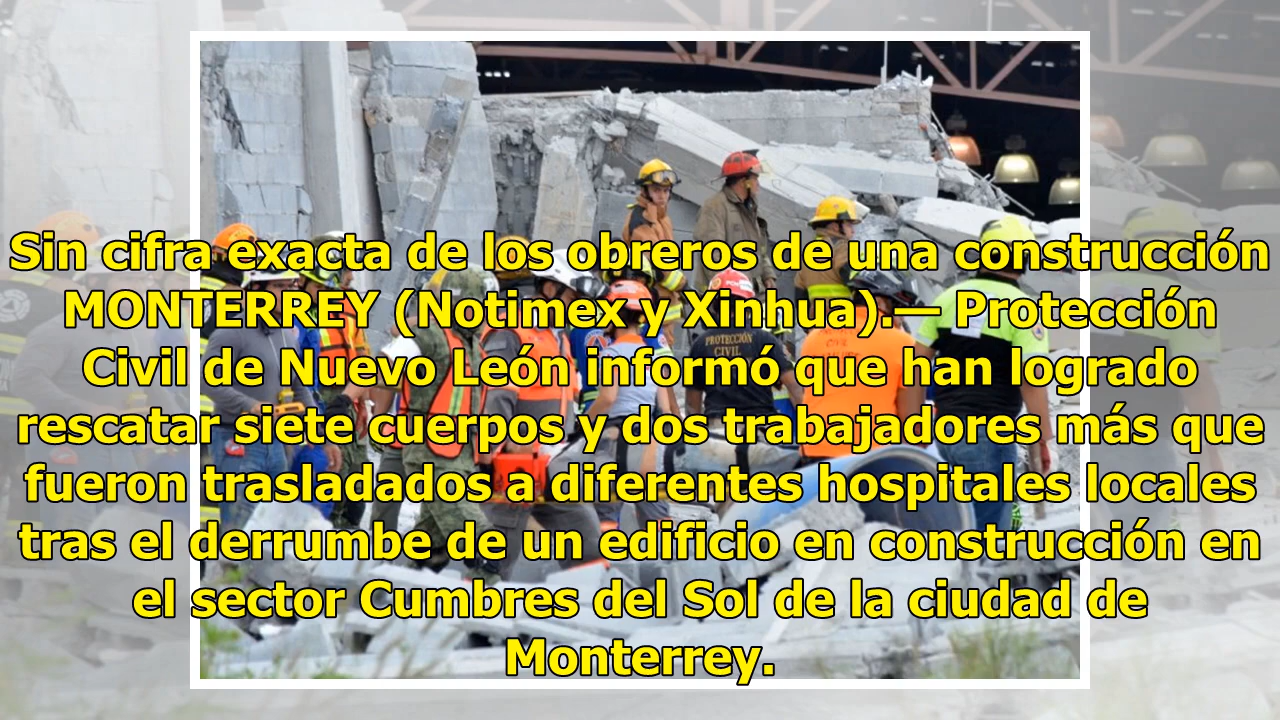 Sin cifra exacta de los obreros de una construcción
MONTERREY (Notimex y Xinhua).— Protección
Civil de Nuevo León informó que han logrado
rescatar siete cuerpos y dos trabajadores más que
fueron trasladados a diferentes hospitales locales
tras el derrumbe de un edificio en construcción en
el sector Cumbres del Sol de la ciudad de
Monterrey.
PROTECCIÓN
CIVIL